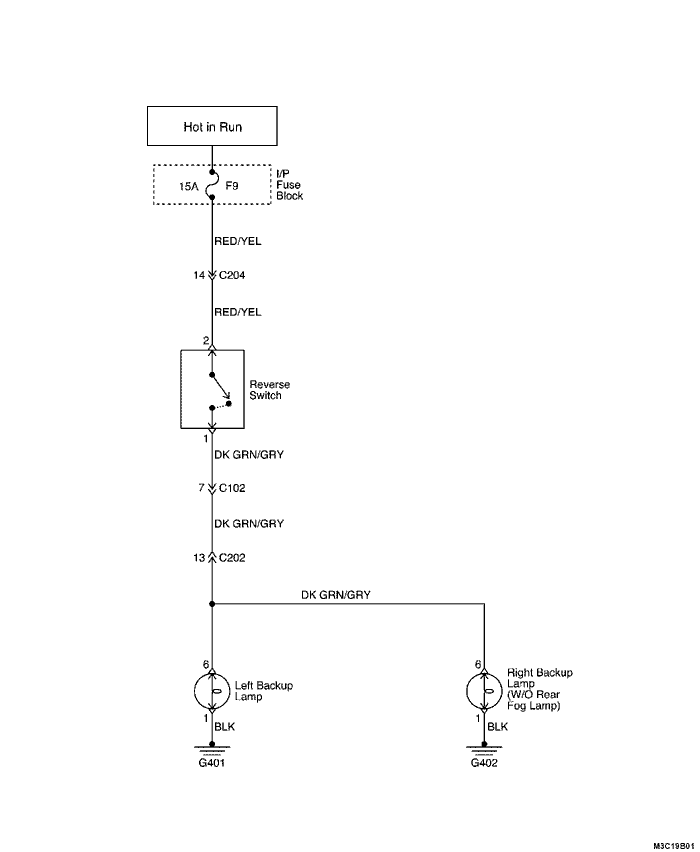 Hot in Run
15A F9
I/P
Fuse
Block
RED/YEL
14 C204
RED/YEL
2
Reverse
Switch
1
DK GRN/GRY
7 C102
DK GRN/GRY
13 C202
DK GRN/GRY
6
Left Backup
Lamp
1
BLK
G401
6
Right Backup
Lamp
(W/O Rear
Fog Lamp)
1
BLK
G402
M3C19B01